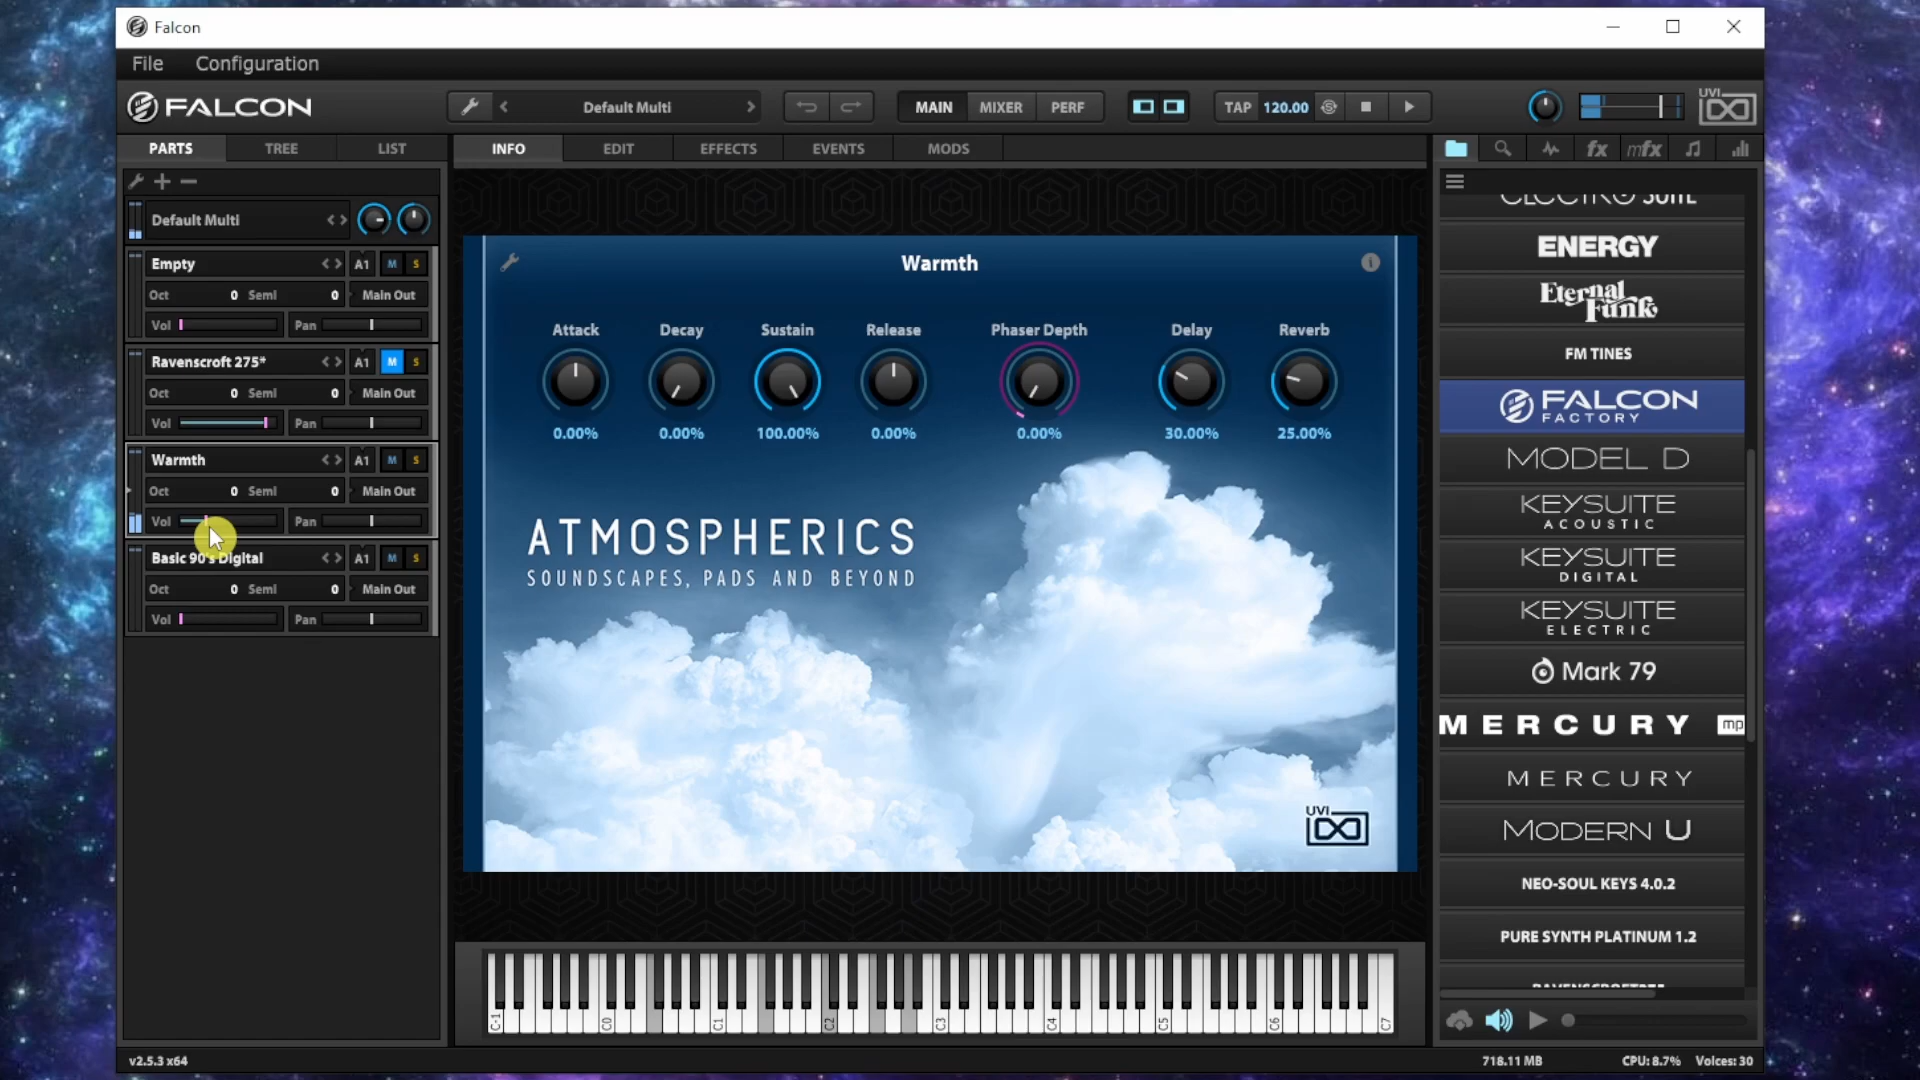 Falcon
File Configuration
FALCON
Default Multi
MAIN MIXER PERF
TAP 120.00
UVI
PARTS TREE LIST
INFO EDIT EFFECTS EVENTS MODS
fx mfx
Default Multi
Empty A1 M S
Oct 0 Semi 0 Main Out
Vol Pan
Ravenscroft 275* A1 M S
Oct 0 Semi 0 Main Out
Vol Pan
Warmth A1 M S
Oct 0 Semi 0 Main Out
Vol Pan
Basic 90's Digital A1 M S
Oct 0 Semi 0 Main Out
Vol Pan
Warmth
Attack Decay Sustain Release Phaser Depth Delay Reverb
0.00% 0.00% 100.00% 0.00% 0.00% 30.00% 25.00%
ATMOSPHERICS
SOUNDSCAPES, PADS AND BEYOND
UVI
ELECTRO SUITE
ENERGY
Eternal Funk
FM TINES
FALCON FACTORY
MODEL D
KEYSUITE ACOUSTIC
KEYSUITE DIGITAL
KEYSUITE ELECTRIC
Mark 79
MERCURY mp
MERCURY
MODERN U
NEO-SOUL KEYS 4.0.2
PURE SYNTH PLATINUM 1.2
C-1 C0 C1 C2 C3 C4 C5 C6 C7
v2.5.3 x64
718.11 MB CPU: 8.7% Voices: 30